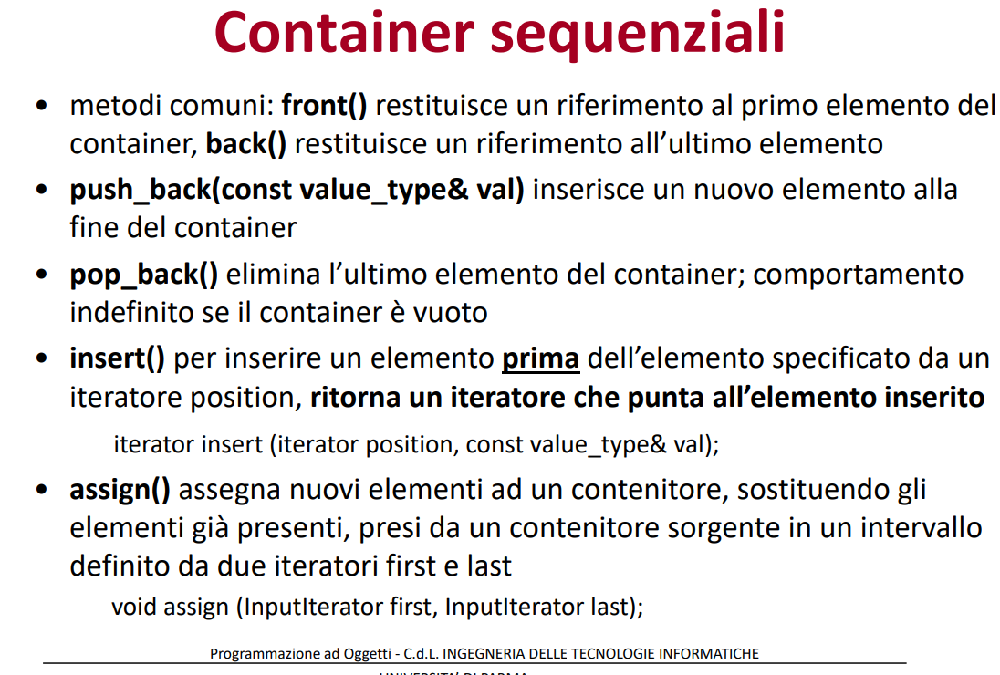 Container sequenziali
• metodi comuni: front() restituisce un riferimento al primo elemento del
container, back() restituisce un riferimento all’ultimo elemento
• push_back(const value_type& val) inserisce un nuovo elemento alla
fine del container
• pop_back() elimina l’ultimo elemento del container; comportamento
indefinito se il container è vuoto
• insert() per inserire un elemento prima dell’elemento specificato da un
iteratore position, ritorna un iteratore che punta all’elemento inserito
iterator insert (iterator position, const value_type& val);
• assign() assegna nuovi elementi ad un contenitore, sostituendo gli
elementi già presenti, presi da un contenitore sorgente in un intervallo
definito da due iteratori first e last
void assign (InputIterator first, InputIterator last);
Programmazione ad Oggetti - C.d.L. INGEGNERIA DELLE TECNOLOGIE INFORMATICHE
UNIVERSITA’ DI PARMA